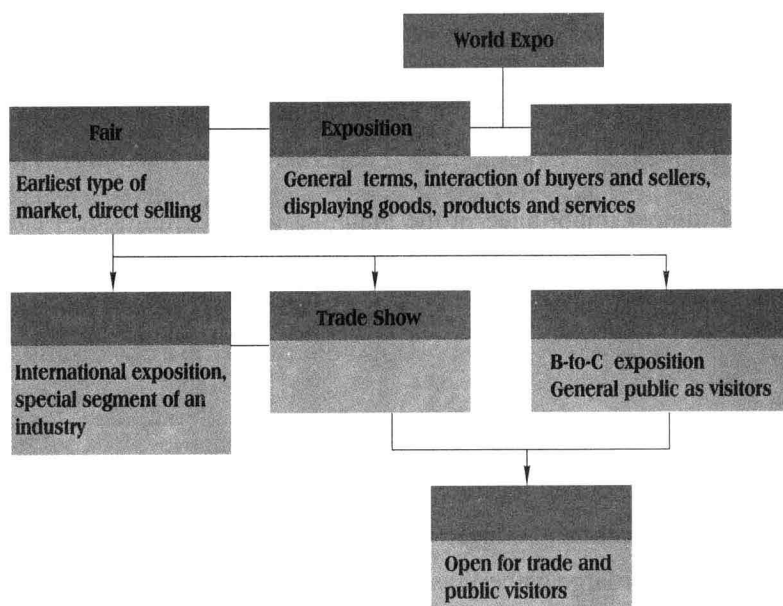 World Expo
Fair
Exposition
Earliest type of
market, direct selling
General terms, interaction of buyers and sellers,
displaying goods, products and services
Trade Show
International exposition,
special segment of an
industry
B-to-C exposition
General public as visitors
Open for trade and
public visitors